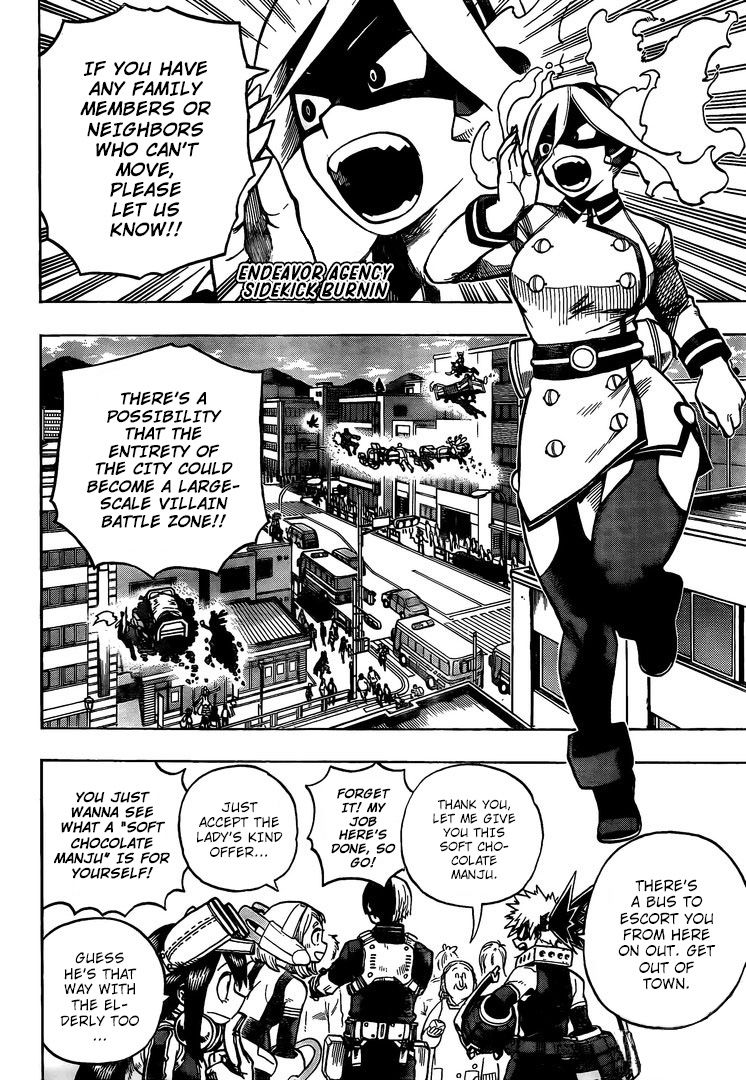 IF YOU HAVE
ANY FAMILY
MEMBERS OR
NEIGHBORS
WHO CAN'T
MOVE,
PLEASE
LET US
KNOW!!
ENDEAVOR AGENCY
SIDEKICK BURNIN
THERE'S A
POSSIBILITY
THAT THE
ENTIRETY OF
THE CITY COULD
BECOME A LARGE-
SCALE VILLAIN
BATTLE ZONE!!
THERE'S
A BUS TO
ESCORT YOU
FROM HERE
ON OUT. GET
OUT OF
TOWN.
THANK YOU,
LET ME GIVE
YOU THIS
SOFT CHO-
COLATE
MANJU.
FORGET
IT! MY
JOB
HERE'S
DONE, SO
GO!
JUST
ACCEPT THE
LADY'S KIND
OFFER...
YOU JUST
WANNA SEE
WHAT A "SOFT
CHOCOLATE
MANJU" IS FOR
YOURSELF!
GUESS
HE'S THAT
WAY WITH
THE EL-
DERLY TOO
...